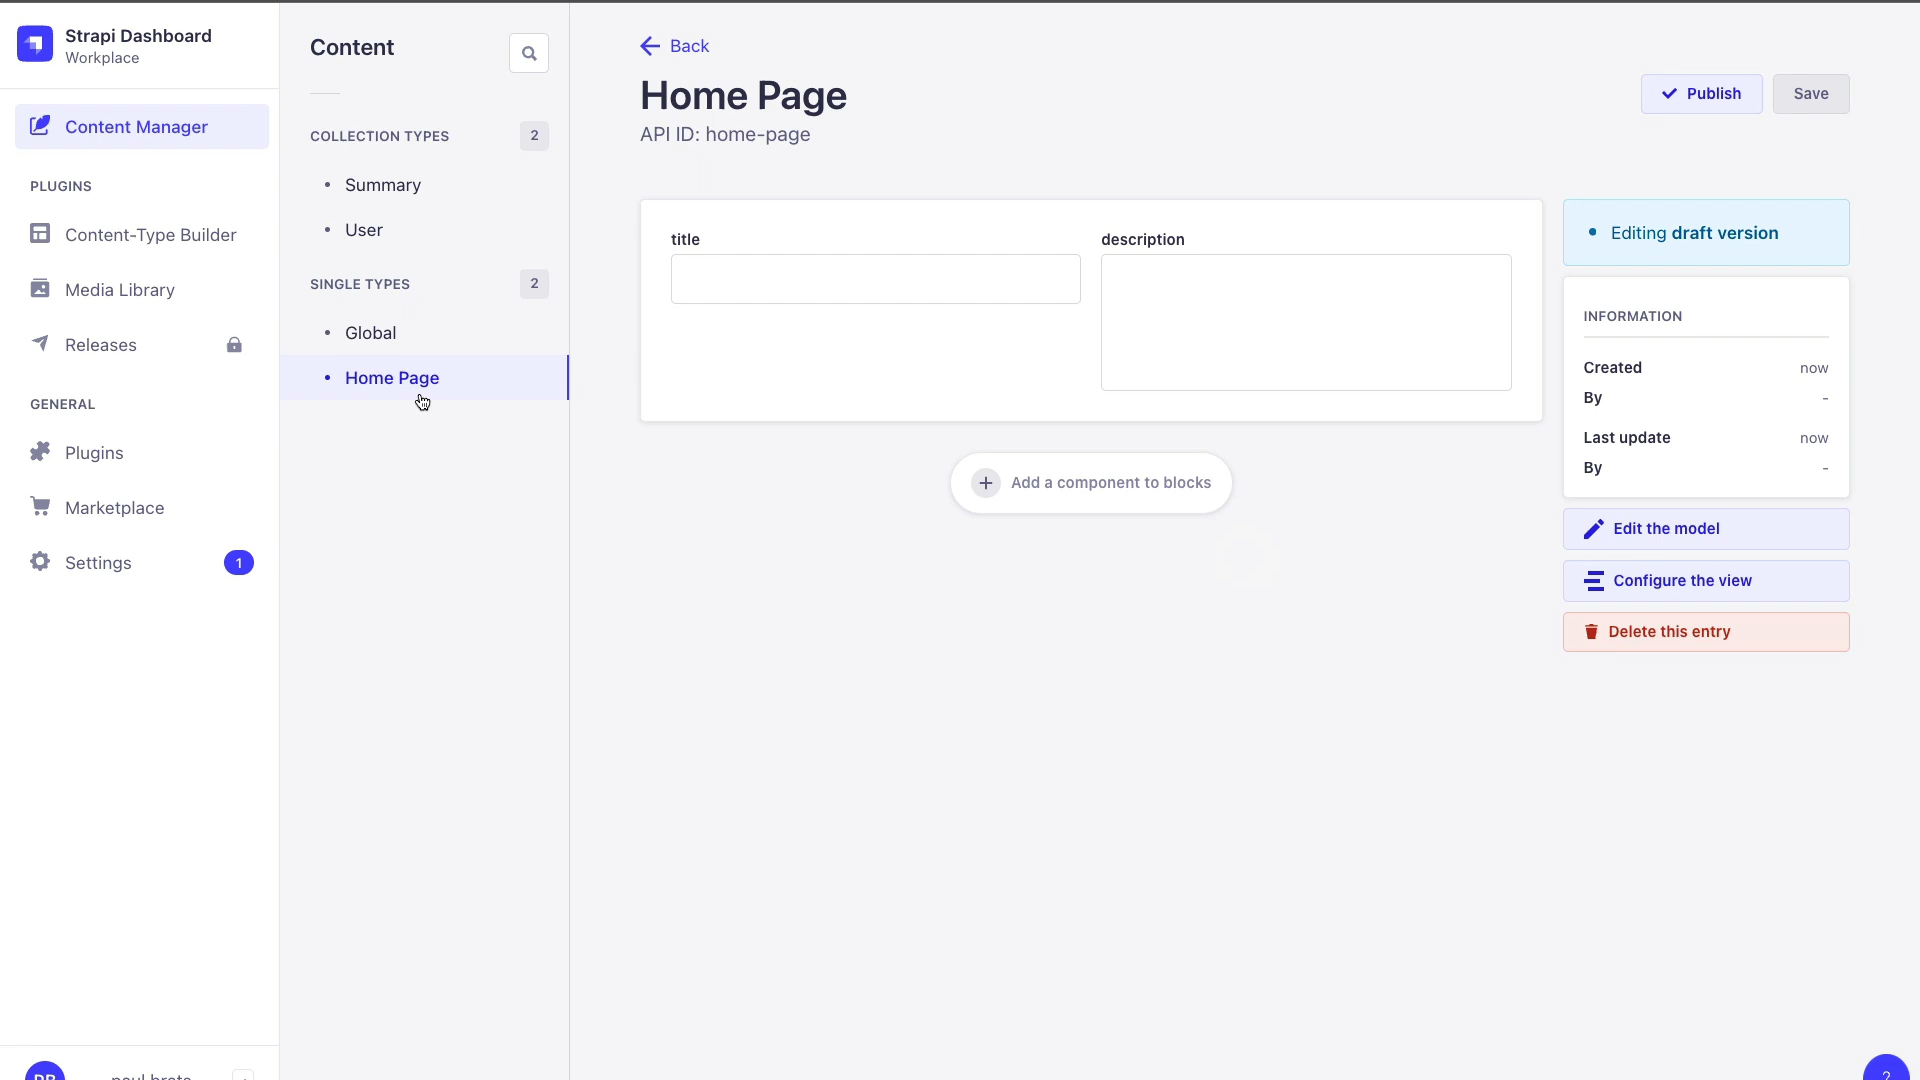 Strapi Dashboard
Workplace
Content Manager
PLUGINS
Content-Type Builder
Media Library
Releases
GENERAL
Plugins
Marketplace
Settings
1
Content
COLLECTION TYPES
2
Summary
User
SINGLE TYPES
2
Global
Home Page
Back
Home Page
API ID: home-page
Publish
Save
title
description
Add a component to blocks
Editing draft version
INFORMATION
Created now
By -
Last update now
By -
Edit the model
Configure the view
Delete this entry
?